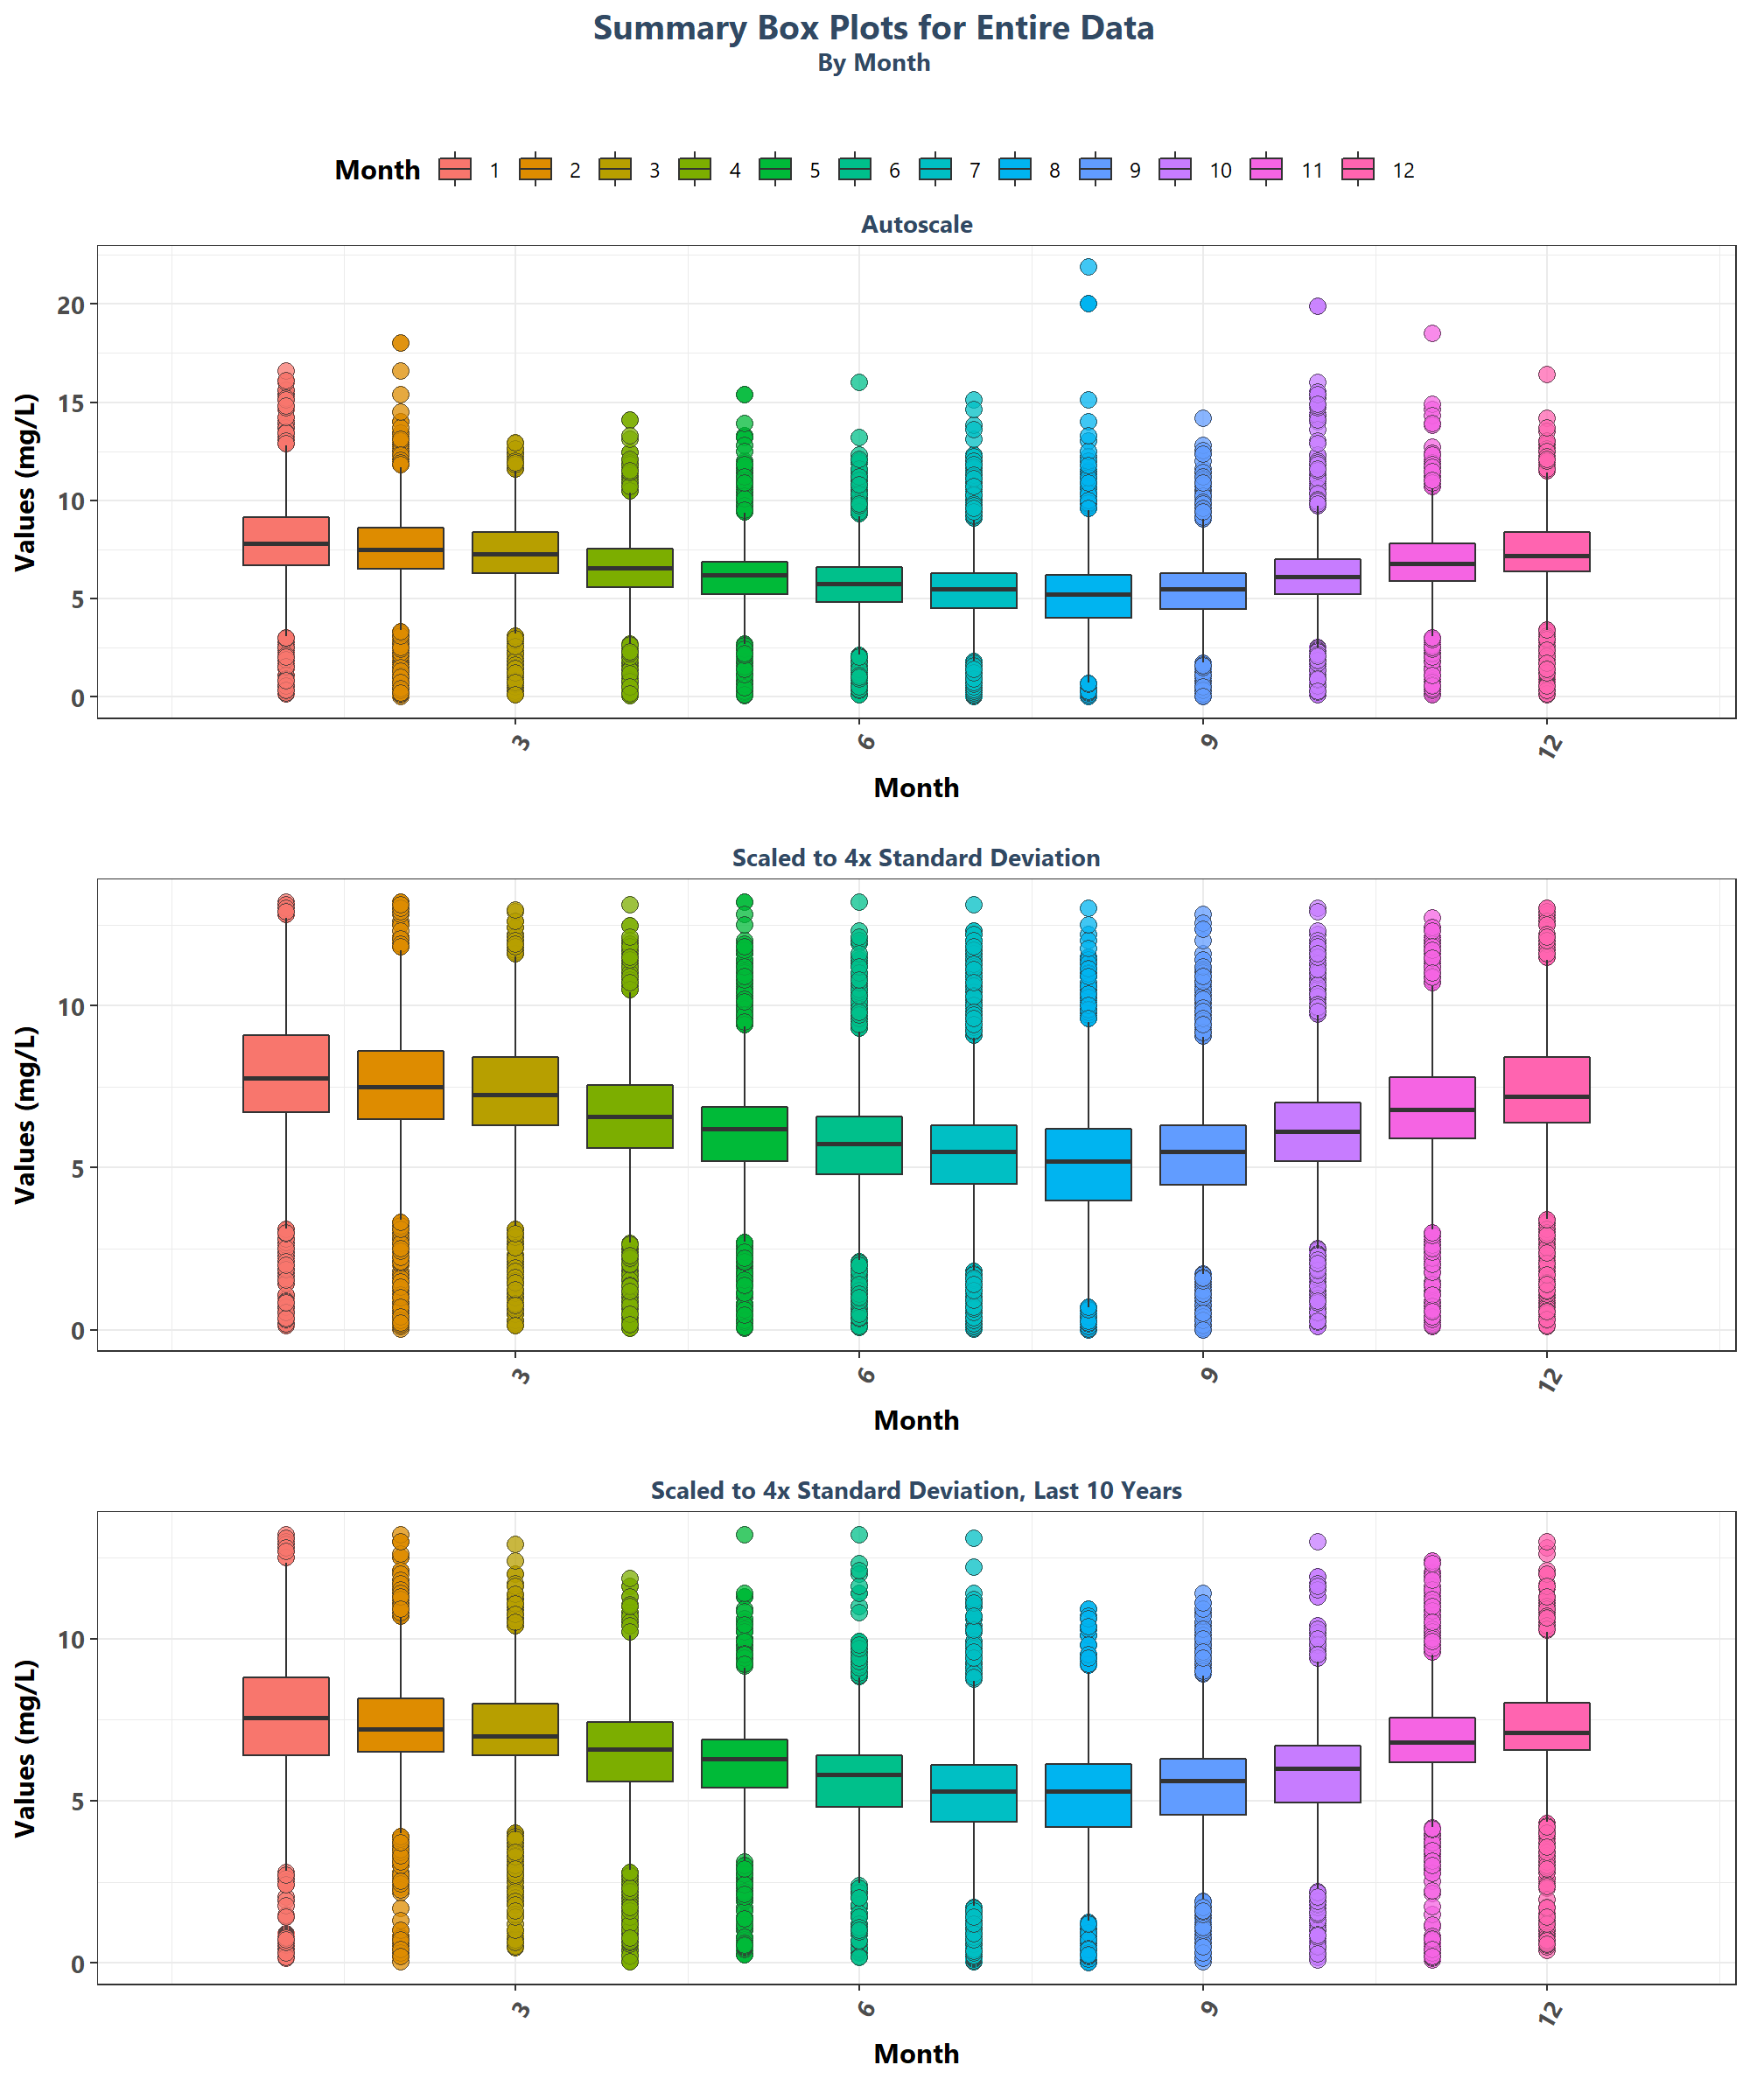 Summary Box Plots for Entire Data
By Month
Month 1 2 3 4 5 6 7 8 9 10 11 12
Autoscale
Values (mg/L)
20
15
10
5
0
3 6 9 12
Month
Scaled to 4x Standard Deviation
Values (mg/L)
10
5
0
3 6 9 12
Month
Scaled to 4x Standard Deviation, Last 10 Years
Values (mg/L)
10
5
0
3 6 9 12
Month